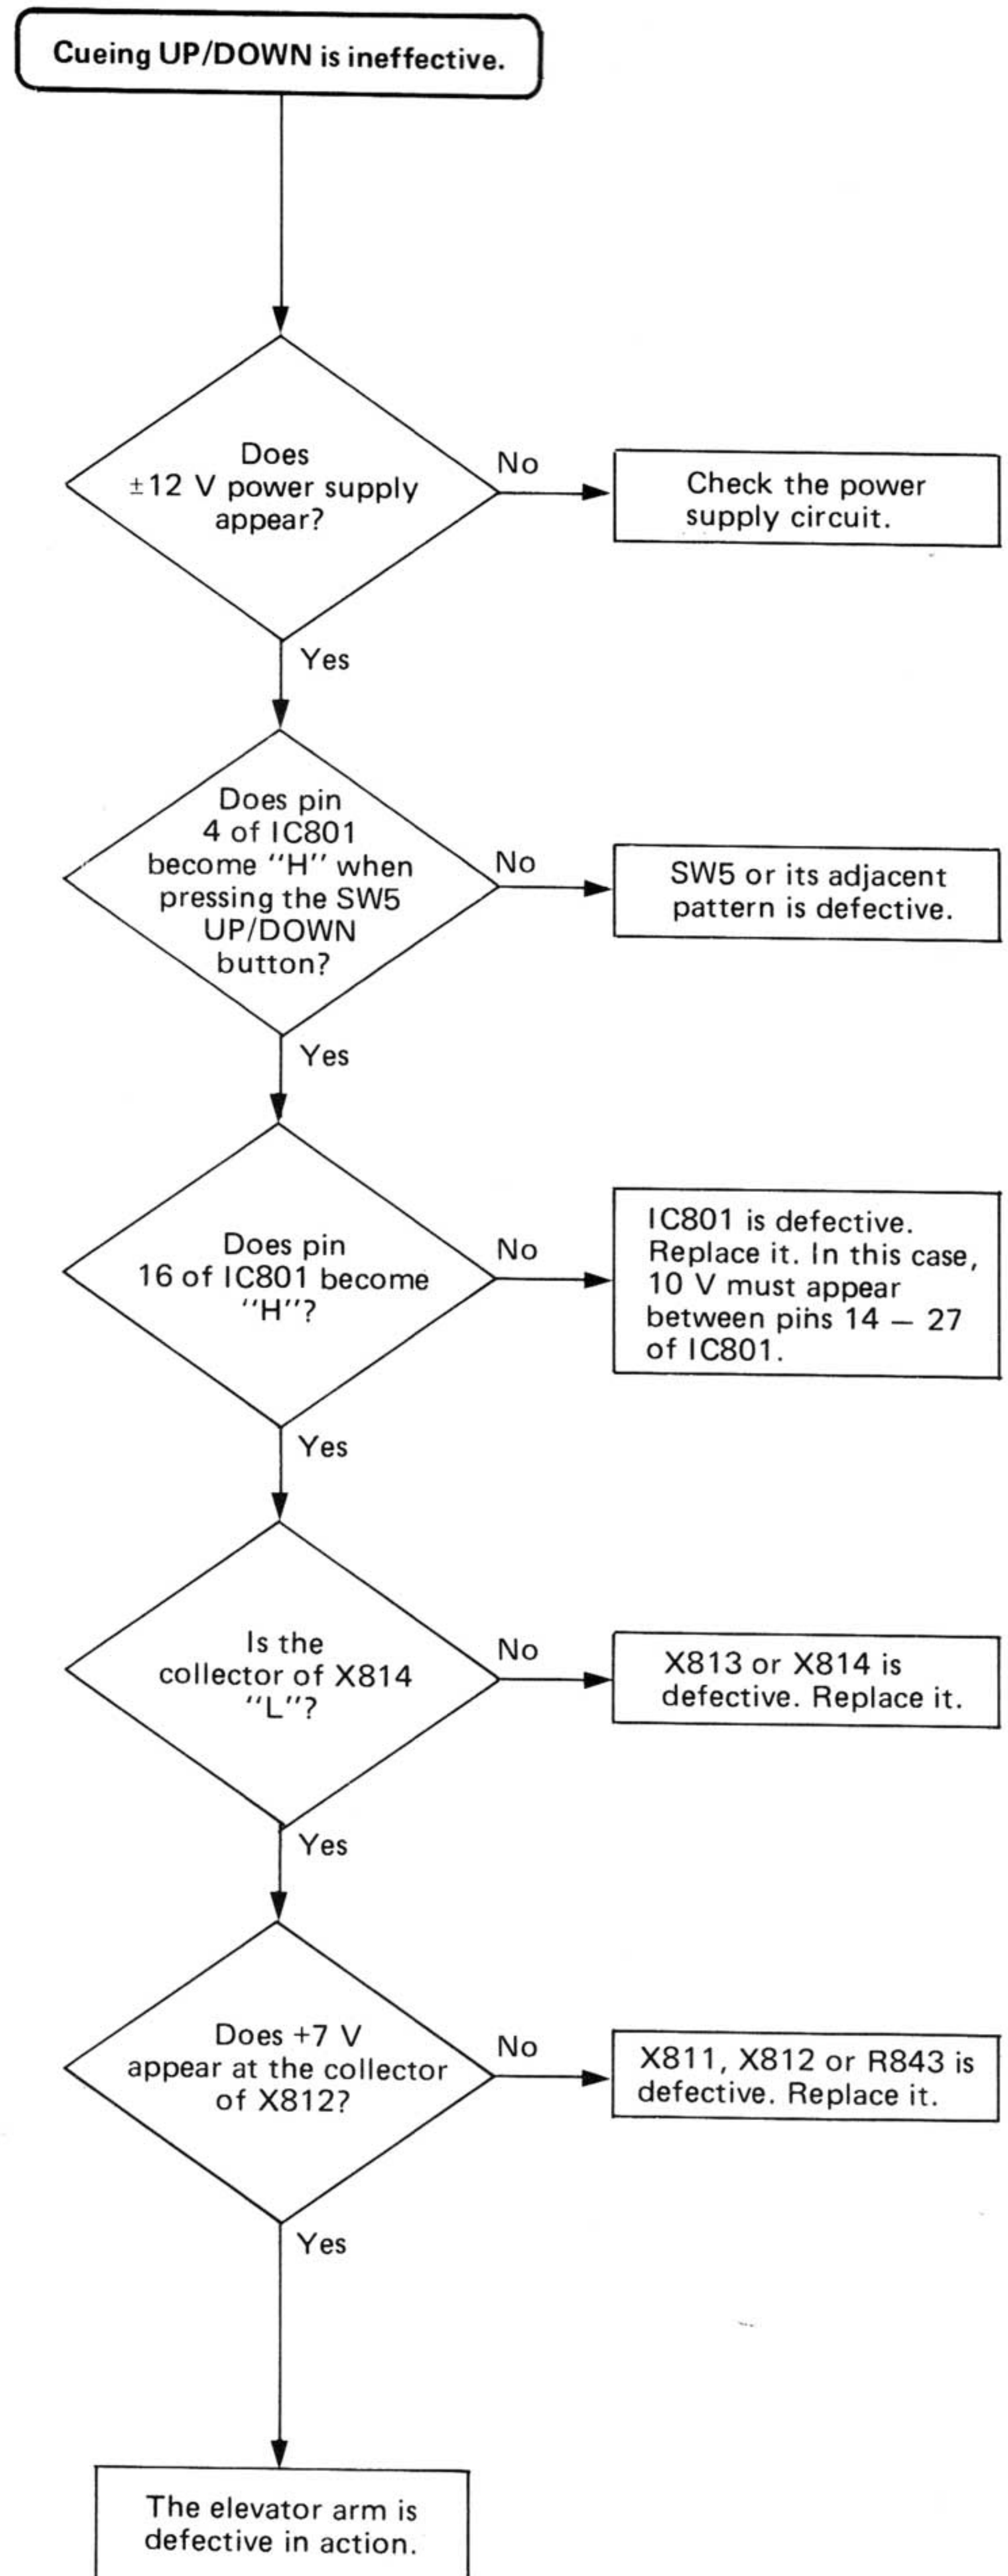 Cueing UP/DOWN is ineffective.
Does
±12 V power supply
appear?
No
Check the power
supply circuit.
Yes
Does pin
4 of IC801
become "H" when
pressing the SW5
UP/DOWN
button?
No
SW5 or its adjacent
pattern is defective.
Yes
Does pin
16 of IC801 become
"H"?
No
IC801 is defective.
Replace it. In this case,
10 V must appear
between pins 14 – 27
of IC801.
Yes
Is the
collector of X814
"L"?
No
X813 or X814 is
defective. Replace it.
Yes
Does +7 V
appear at the collector
of X812?
No
X811, X812 or R843 is
defective. Replace it.
Yes
The elevator arm is
defective in action.